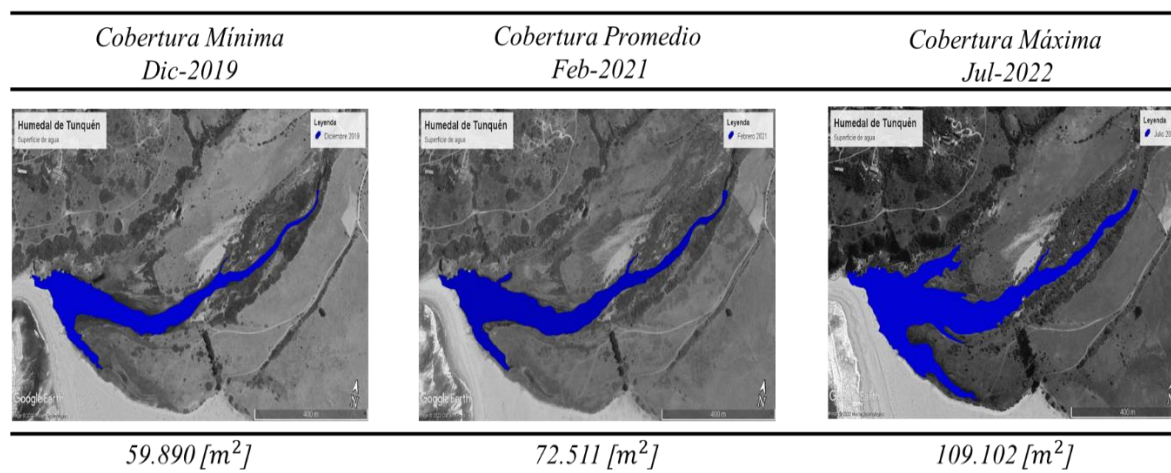 Cobertura Mínima
Dic-2019
Cobertura Promedio
Feb-2021
Cobertura Máxima
Jul-2022
Humedal de Tunquén
Superficie de agua
Leyenda
Diciembre 2019
Google Earth
400 m
N
Humedal de Tunquén
Superficie de agua
Leyenda
Febrero 2021
Google Earth
400 m
N
Humedal de Tunquén
Superficie de agua
Leyenda
Google Earth
400 m
N
59.890 [m²]
72.511 [m²]
109.102 [m²]